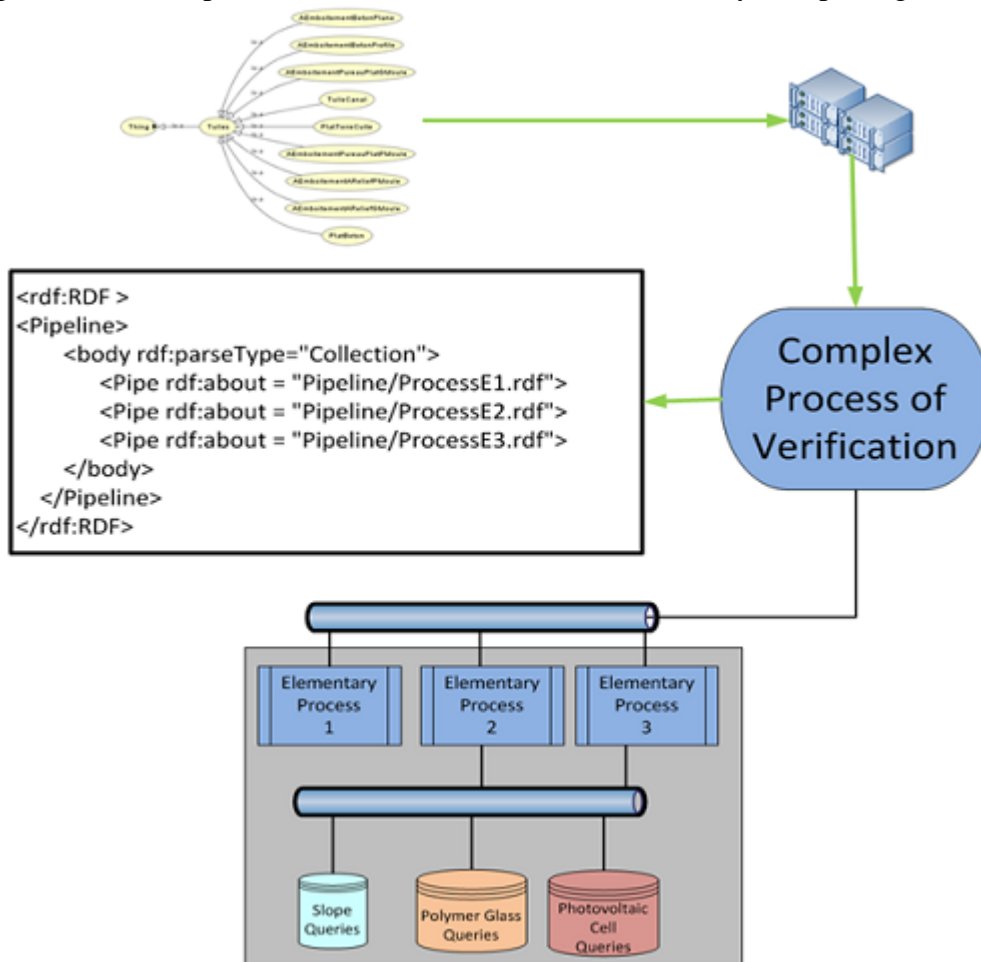 AEmboitementBetonPlane
AEmboitementBetonProfile
AEmboitementPureauPlatGMoule
TuileCanal
Thing
Tuiles
PlatTerreCuite
AEmboitementPureauPlatPMoule
AEmboitementAReliefPMoule
AEmboitementAReliefGMoule
PlatBeton
<rdf:RDF >
<Pipeline>
<body rdf:parseType="Collection">
<Pipe rdf:about = "Pipeline/ProcessE1.rdf">
<Pipe rdf:about = "Pipeline/ProcessE2.rdf">
<Pipe rdf:about = "Pipeline/ProcessE3.rdf">
</body>
</Pipeline>
</rdf:RDF>
Complex
Process of
Verification
Elementary
Process
1
Elementary
Process
2
Elementary
Process
3
Slope
Queries
Polymer Glass
Queries
Photovoltaic
Cell
Queries